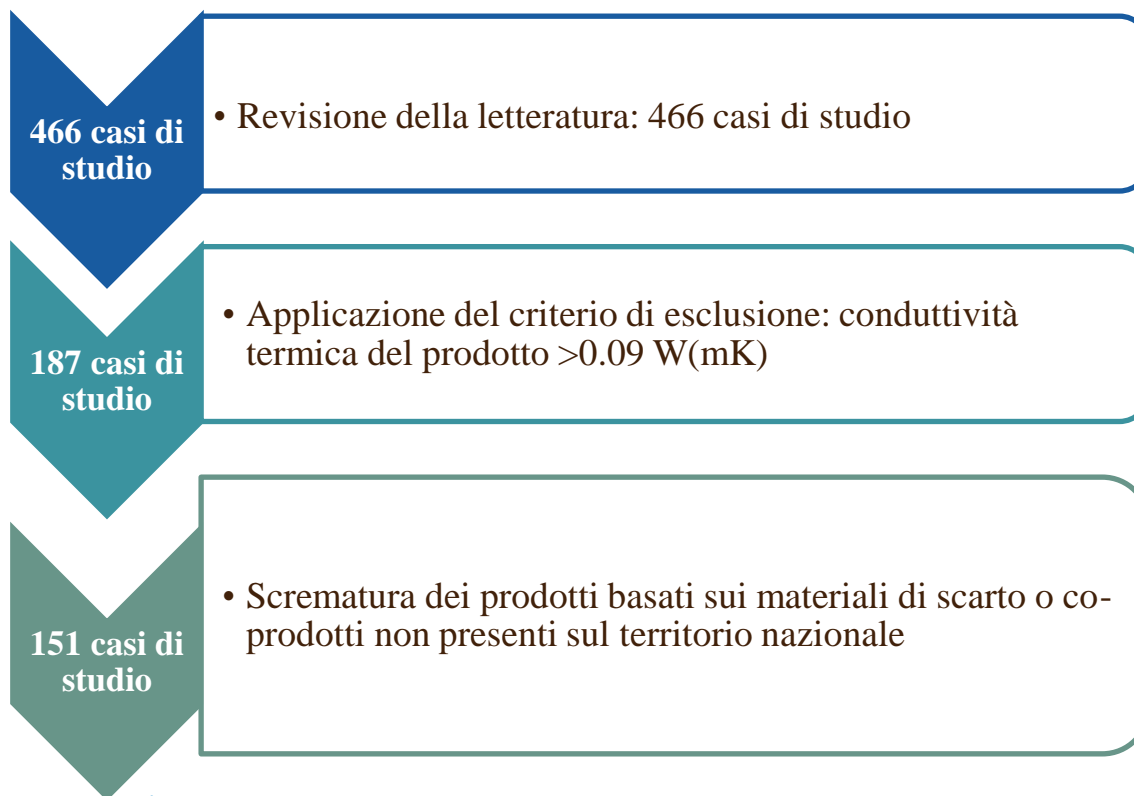 466 casi di
studio
• Revisione della letteratura: 466 casi di studio
187 casi di
studio
• Applicazione del criterio di esclusione: conduttività
termica del prodotto >0.09 W(mK)
151 casi di
studio
• Scrematura dei prodotti basati sui materiali di scarto o co-
prodotti non presenti sul territorio nazionale